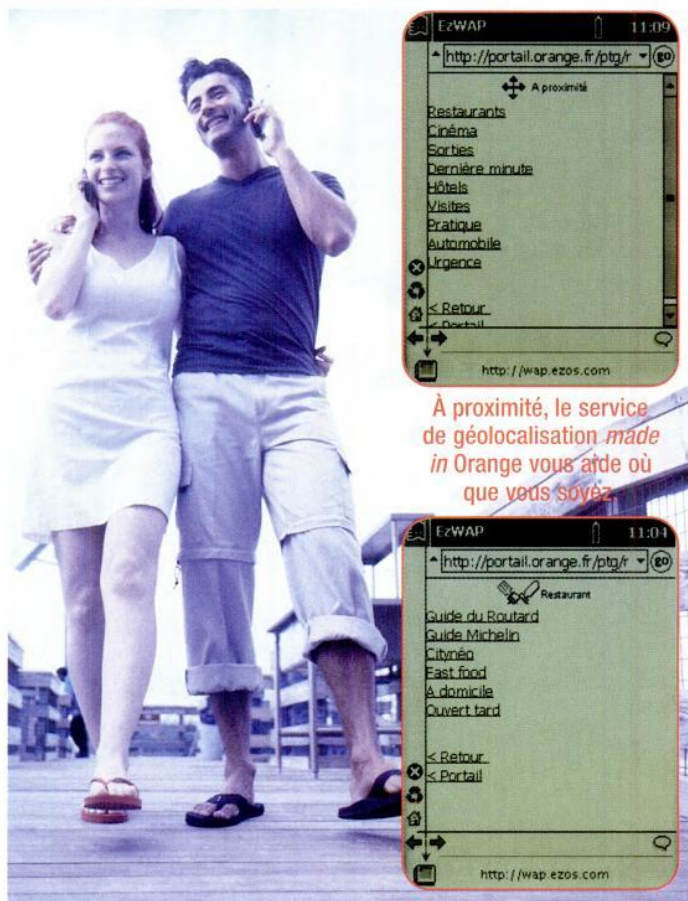 EzWAP 11:09
http://portail.orange.fr/ptg/r go
A proximité
Restaurants
Cinéma
Sorties
Dernière minute
Hôtels
Visites
Pratique
Automobile
Urgence
< Retour
< Portail
http://wap.ezos.com
À proximité, le service
de géolocalisation made
in Orange vous aide où
que vous soyez.
EzWAP 11:04
http://portail.orange.fr/ptg/r go
Restaurant
Guide du Routard
Guide Michelin
Citynéo
Fast food
A domicile
Ouvert tard
< Retour
< Portail
http://wap.ezos.com